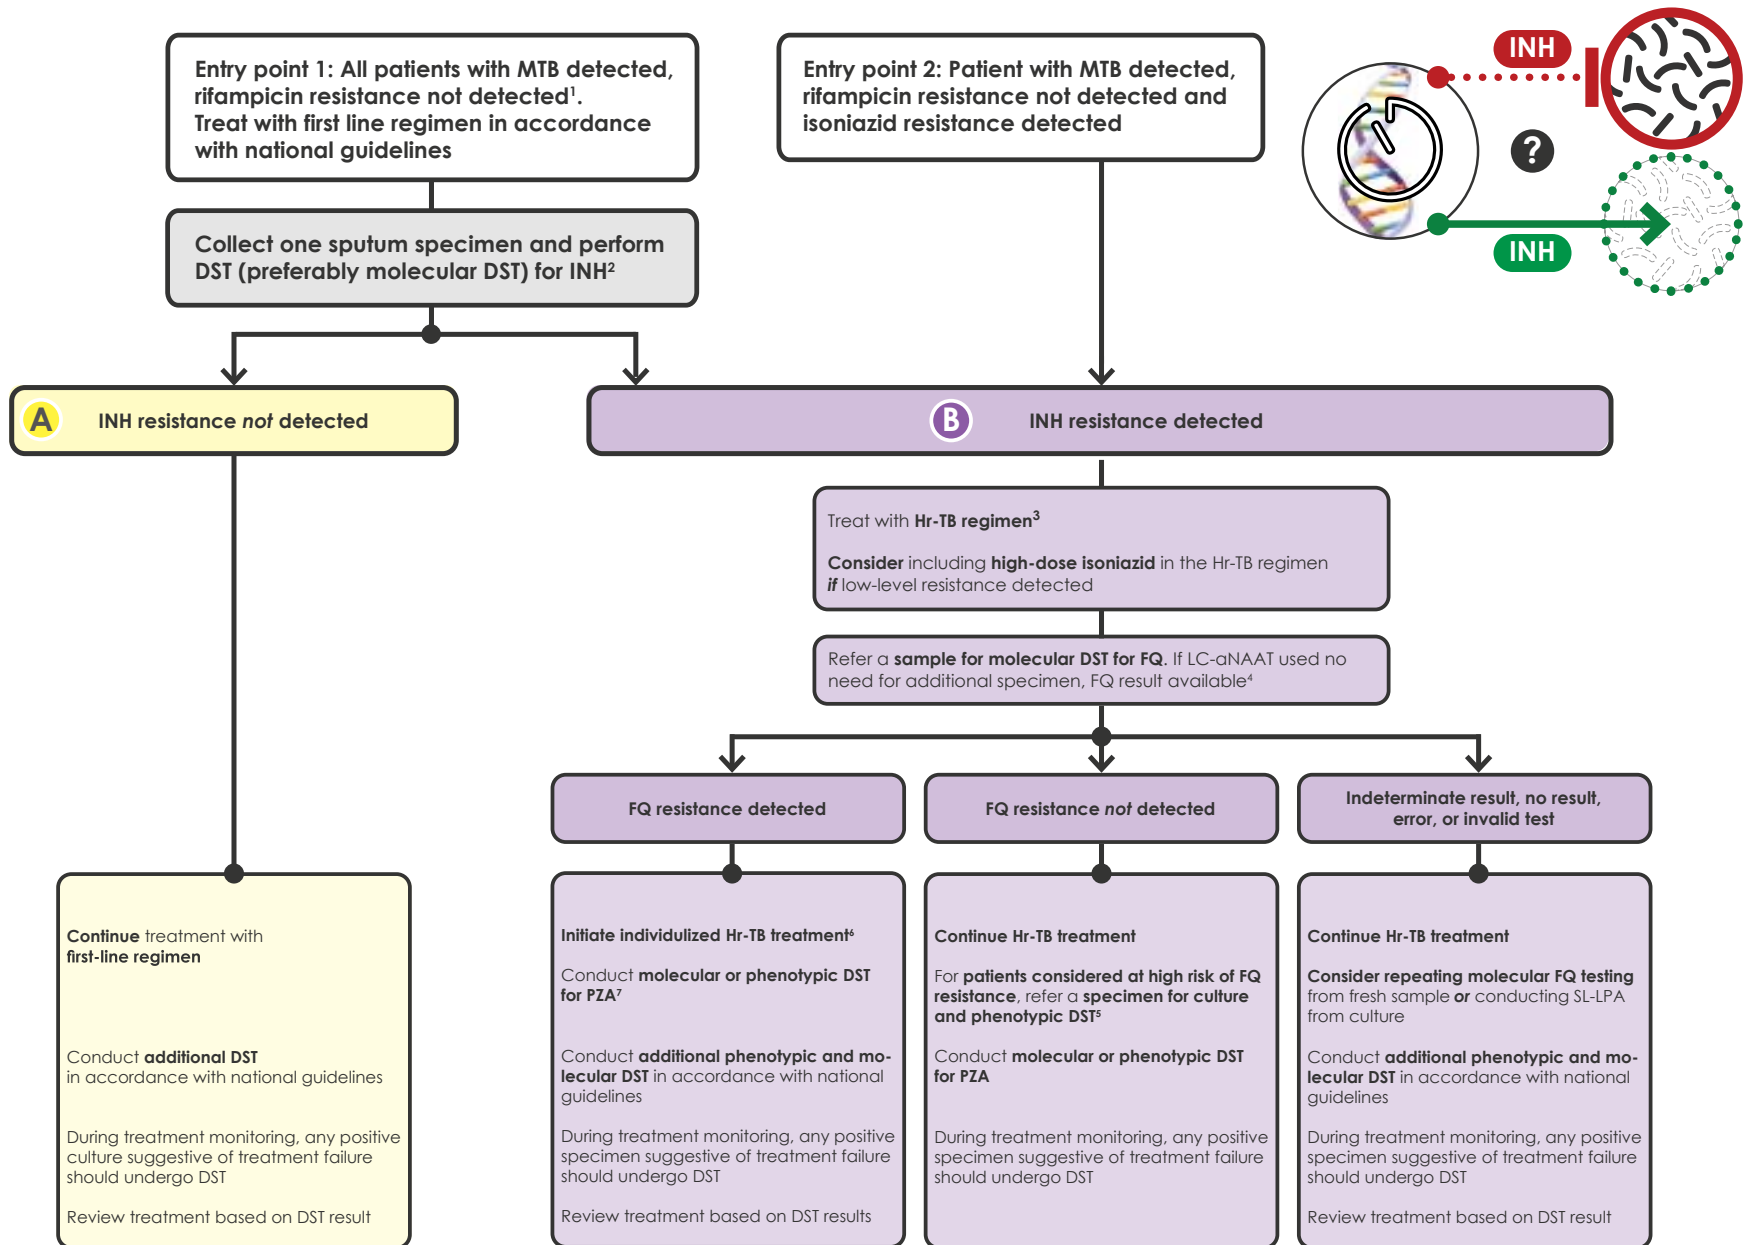 Entry point 1: All patients with MTB detected,
rifampicin resistance not detected¹.
Treat with first line regimen in accordance
with national guidelines
Entry point 2: Patient with MTB detected,
rifampicin resistance not detected and
isoniazid resistance detected
INH
?
INH
Collect one sputum specimen and perform
DST (preferably molecular DST) for INH²
A
INH resistance not detected
B
INH resistance detected
Treat with Hr-TB regimen³
Consider including high-dose isoniazid in the Hr-TB regimen
if low-level resistance detected
Refer a sample for molecular DST for FQ. If LC-aNAAT used no
need for additional specimen, FQ result available⁴
FQ resistance detected
FQ resistance not detected
Indeterminate result, no result,
error, or invalid test
Continue treatment with
first-line regimen
Conduct additional DST
in accordance with national guidelines
During treatment monitoring, any positive
culture suggestive of treatment failure
should undergo DST
Review treatment based on DST result
Initiate individulized Hr-TB treatment⁶
Conduct molecular or phenotypic DST
for PZA⁷
Conduct additional phenotypic and mo-
lecular DST in accordance with national
guidelines
During treatment monitoring, any positive
specimen suggestive of treatment failure
should undergo DST
Review treatment based on DST results
Continue Hr-TB treatment
For patients considered at high risk of FQ
resistance, refer a specimen for culture
and phenotypic DST⁵
Conduct molecular or phenotypic DST
for PZA
During treatment monitoring, any positive
specimen suggestive of treatment failure
should undergo DST
Continue Hr-TB treatment
Consider repeating molecular FQ testing
from fresh sample or conducting SL-LPA
from culture
Conduct additional phenotypic and mo-
lecular DST in accordance with national
guidelines
During treatment monitoring, any positive
specimen suggestive of treatment failure
should undergo DST
Review treatment based on DST result